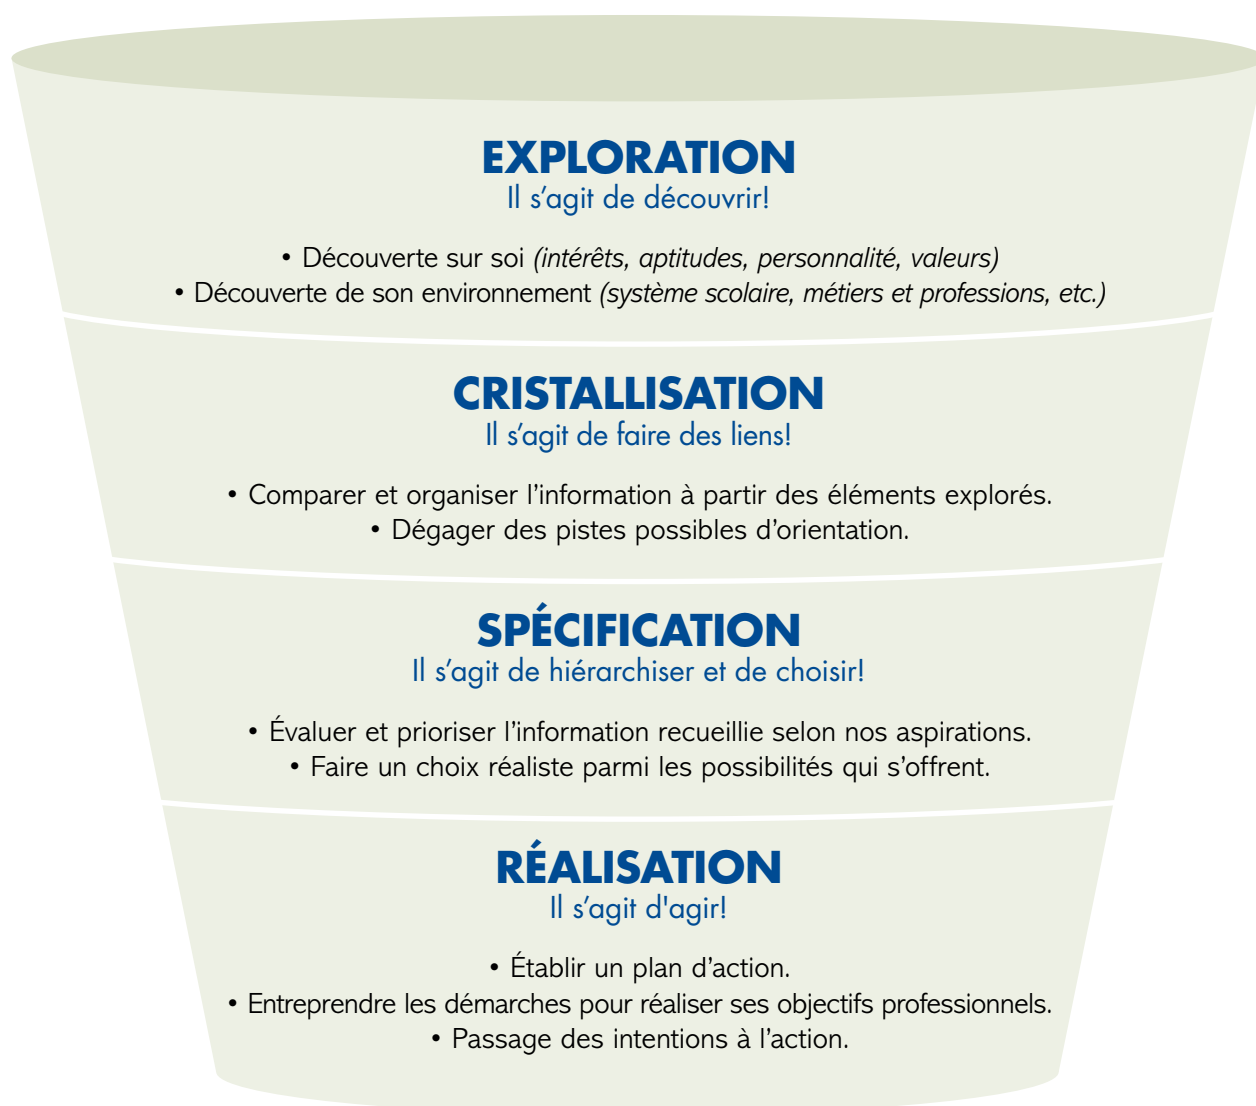 EXPLORATION
Il s’agit de découvrir!
• Découverte sur soi (intérêts, aptitudes, personnalité, valeurs)
• Découverte de son environnement (système scolaire, métiers et professions, etc.)
CRISTALLISATION
Il s’agit de faire des liens!
• Comparer et organiser l’information à partir des éléments explorés.
• Dégager des pistes possibles d’orientation.
SPÉCIFICATION
Il s’agit de hiérarchiser et de choisir!
• Évaluer et prioriser l’information recueillie selon nos aspirations.
• Faire un choix réaliste parmi les possibilités qui s’offrent.
RÉALISATION
Il s’agit d'agir!
• Établir un plan d’action.
• Entreprendre les démarches pour réaliser ses objectifs professionnels.
• Passage des intentions à l’action.